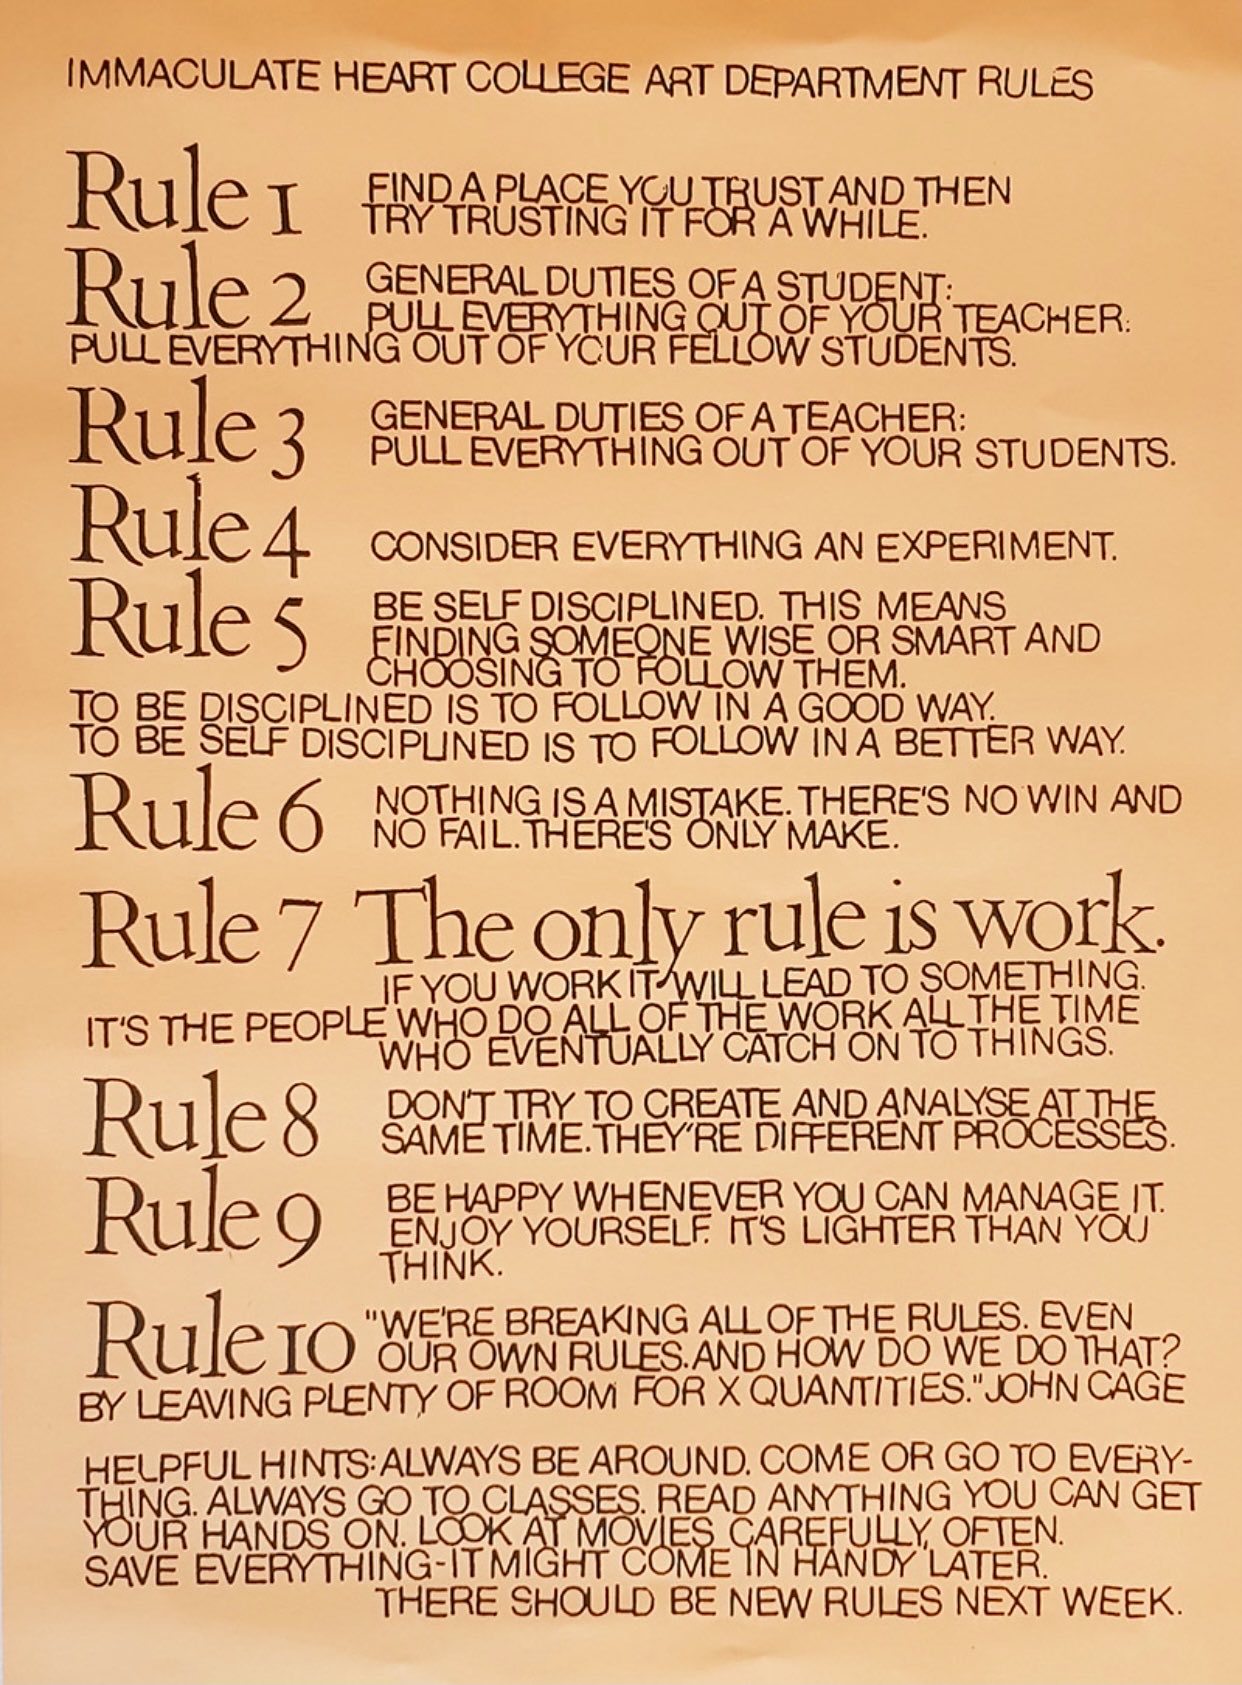 IMMACULATE HEART COLLEGE ART DEPARTMENT RULES
Rule 1 FIND A PLACE YOU TRUST AND THEN
TRY TRUSTING IT FOR A WHILE.
Rule 2 GENERAL DUTIES OF A STUDENT:
PULL EVERYTHING OUT OF YOUR TEACHER:
PULL EVERYTHING OUT OF YOUR FELLOW STUDENTS.
Rule 3 GENERAL DUTIES OF A TEACHER:
PULL EVERYTHING OUT OF YOUR STUDENTS.
Rule 4 CONSIDER EVERYTHING AN EXPERIMENT.
Rule 5 BE SELF DISCIPLINED. THIS MEANS
FINDING SOMEONE WISE OR SMART AND
CHOOSING TO FOLLOW THEM.
TO BE DISCIPLINED IS TO FOLLOW IN A GOOD WAY.
TO BE SELF DISCIPLINED IS TO FOLLOW IN A BETTER WAY.
Rule 6 NOTHING IS A MISTAKE. THERE'S NO WIN AND
NO FAIL. THERE'S ONLY MAKE.
Rule 7 The only rule is work.
IF YOU WORK IT WILL LEAD TO SOMETHING.
IT'S THE PEOPLE WHO DO ALL OF THE WORK ALL THE TIME
WHO EVENTUALLY CATCH ON TO THINGS.
Rule 8 DON'T TRY TO CREATE AND ANALYSE AT THE
SAME TIME. THEY'RE DIFFERENT PROCESSES.
Rule 9 BE HAPPY WHENEVER YOU CAN MANAGE IT.
ENJOY YOURSELF. IT'S LIGHTER THAN YOU
THINK.
Rule 10 "WE'RE BREAKING ALL OF THE RULES. EVEN
OUR OWN RULES. AND HOW DO WE DO THAT?
BY LEAVING PLENTY OF ROOM FOR X QUANTITIES." JOHN CAGE
HELPFUL HINTS: ALWAYS BE AROUND. COME OR GO TO EVERY-
THING. ALWAYS GO TO CLASSES. READ ANYTHING YOU CAN GET
YOUR HANDS ON. LOOK AT MOVIES CAREFULLY, OFTEN.
SAVE EVERYTHING-IT MIGHT COME IN HANDY LATER.
THERE SHOULD BE NEW RULES NEXT WEEK.